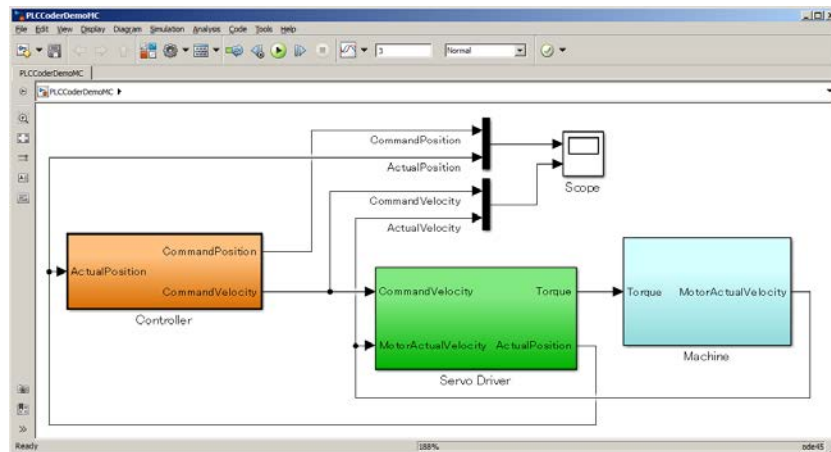 PLCCoderDemoMC
File Edit View Display Diagram Simulation Analysis Code Tools Help
3 Normal
PLCCoderDemoMC
PLCCoderDemoMC
CommandPosition
ActualPosition
Scope
CommandVelocity
ActualVelocity
CommandPosition
ActualPosition
CommandVelocity
Controller
CommandVelocity Torque
MotorActualVelocity ActualPosition
Servo Driver
Torque MotorActualVelocity
Machine
Ready 188% ode45